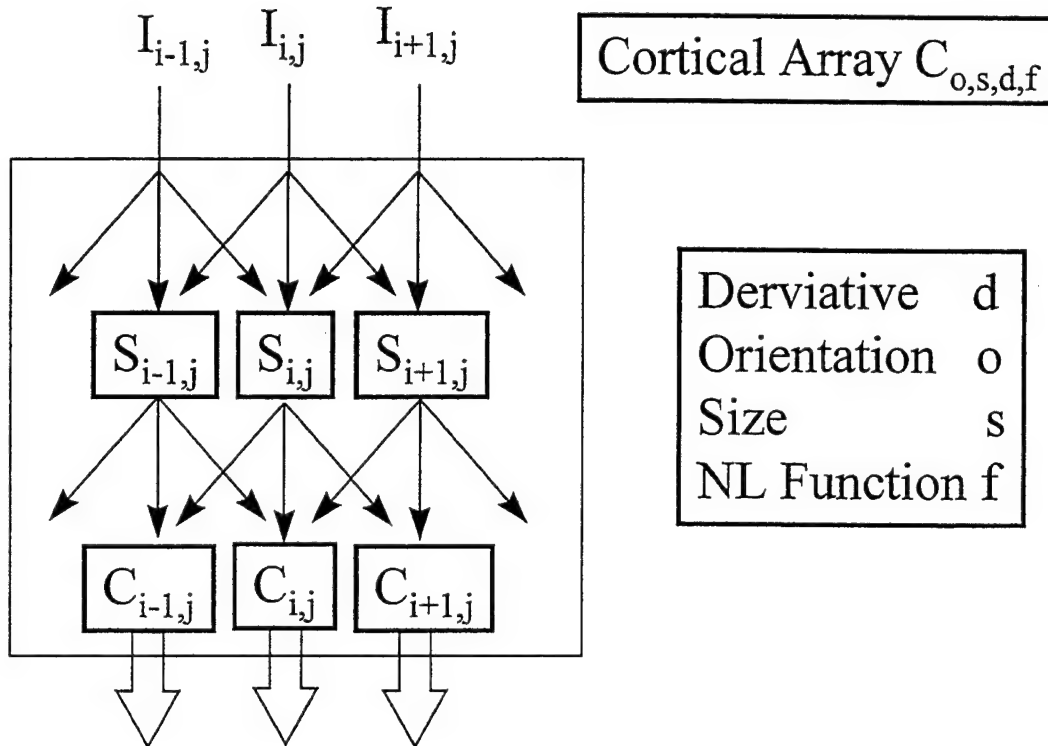 I_{i-1,j} I_{i,j} I_{i+1,j}
Cortical Array C_{o,s,d,f}
S_{i-1,j} S_{i,j} S_{i+1,j}
C_{i-1,j} C_{i,j} C_{i+1,j}
Derviative d
Orientation o
Size s
NL Function f